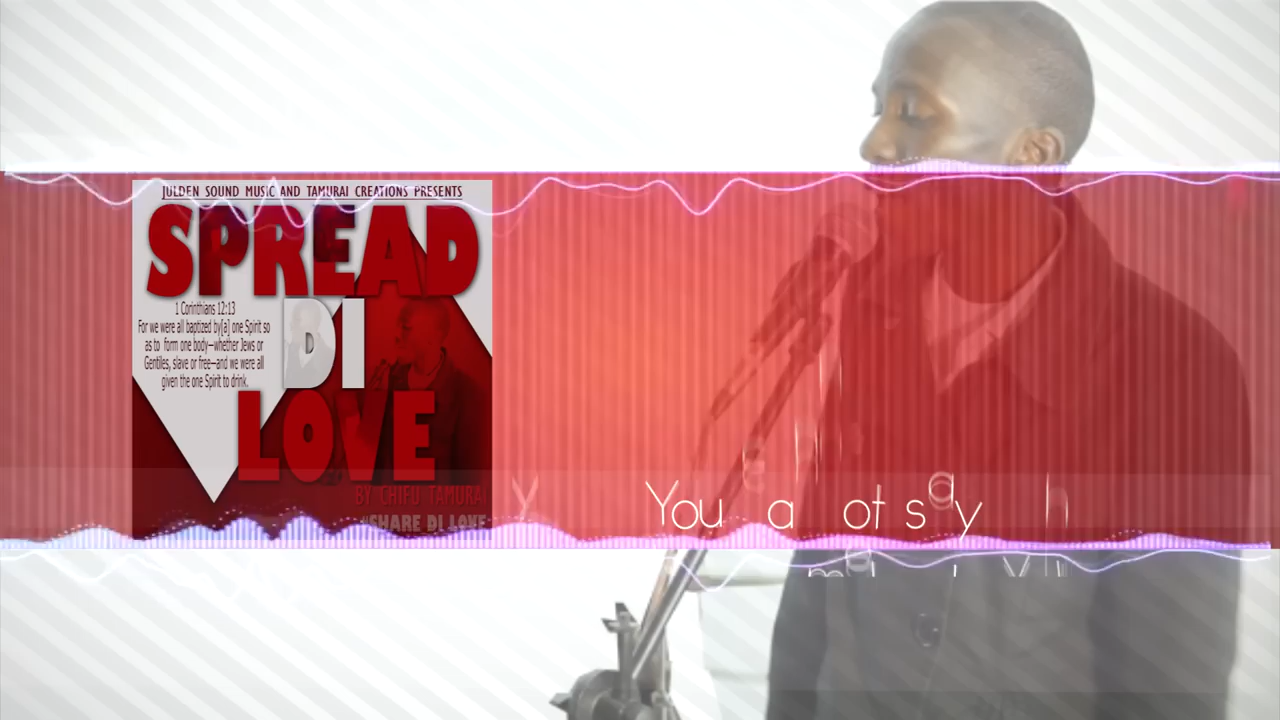 JULDEN SOUND MUSIC AND TAMURAI CREATIONS PRESENTS
SPREAD
DI
LOVE
1 Corinthians 12:13
For we were all baptized by[a] one Spirit so
as to form one body—whether Jews or
Gentiles, slave or free—and we were all
given the one Spirit to drink.
BY CHIFU TAMURAI
#SHARE DI LOVE
You